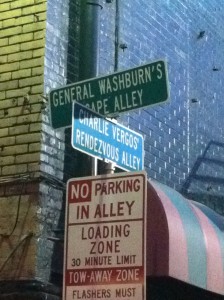 GENERAL WASHBURN'S
ESCAPE ALLEY
CHARLIE VERGOS'
RENDEZVOUS ALLEY
NO PARKING
IN ALLEY
LOADING
ZONE
30 MINUTE LIMIT
TOW-AWAY ZONE
FLASHERS MUST